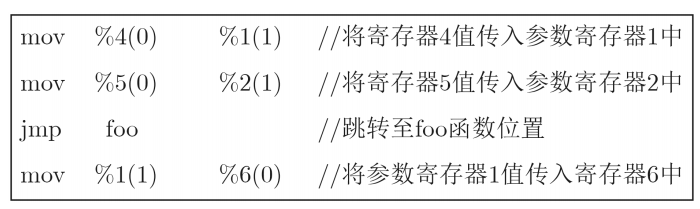 mov %4(0) %1(1) //将寄存器4值传入参数寄存器1中
mov %5(0) %2(1) //将寄存器5值传入参数寄存器2中
jmp foo //跳转至foo函数位置
mov %1(1) %6(0) //将参数寄存器1值传入寄存器6中